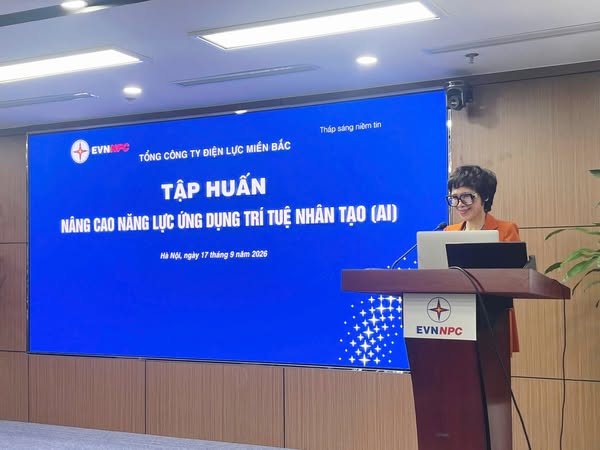 EVNNPC
TỔNG CÔNG TY ĐIỆN LỰC MIỀN BẮC
Thắp sáng niềm tin
TẬP HUẤN
NÂNG CAO NĂNG LỰC ỨNG DỤNG TRÍ TUỆ NHÂN TẠO (AI)
Hà Nội, ngày 17 tháng 9 năm 2026
EVNNPC